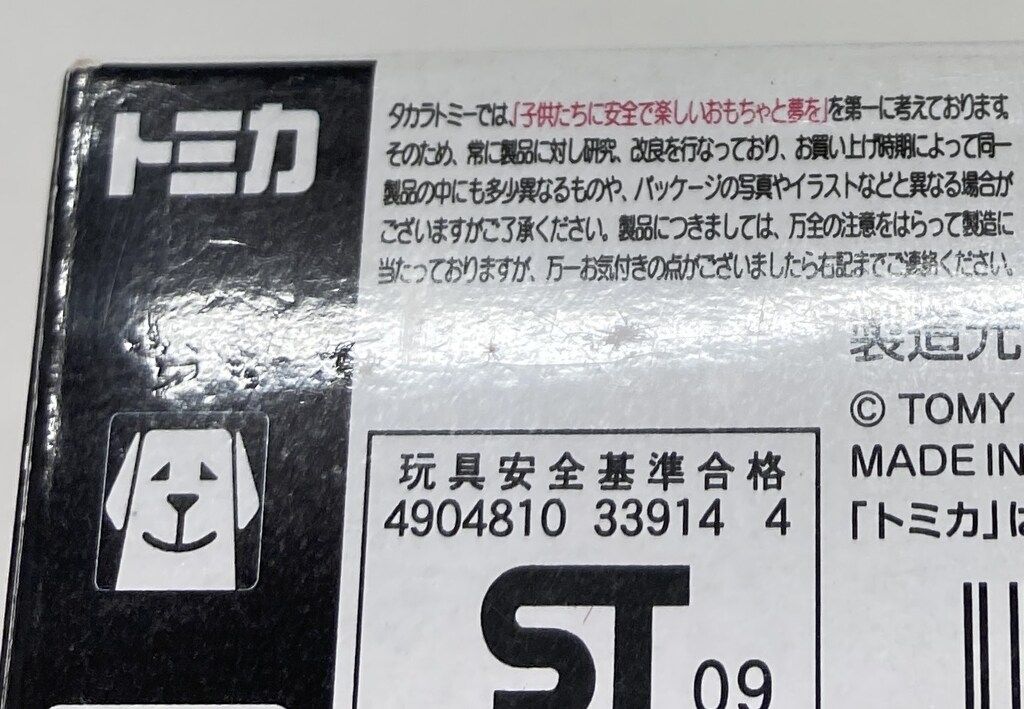 トミカ
タカラトミーでは、「子供たちに安全で楽しいおもちゃと夢を」を第一に考えております。
そのため、常に製品に対し研究、改良を行なっており、お買い上げ時期によって同一
製品の中にも多少異なるものや、パッケージの写真やイラストなどと異なる場合が
ございますがご了承ください。製品につきましては、万全の注意をはらって製造に
当たっておりますが、万一お気付きの点がございましたら右記までご連絡ください。
製造元
© TOMY
MADE IN
「トミカ」は
玩具安全基準合格
4904810 33914 4
ST 09